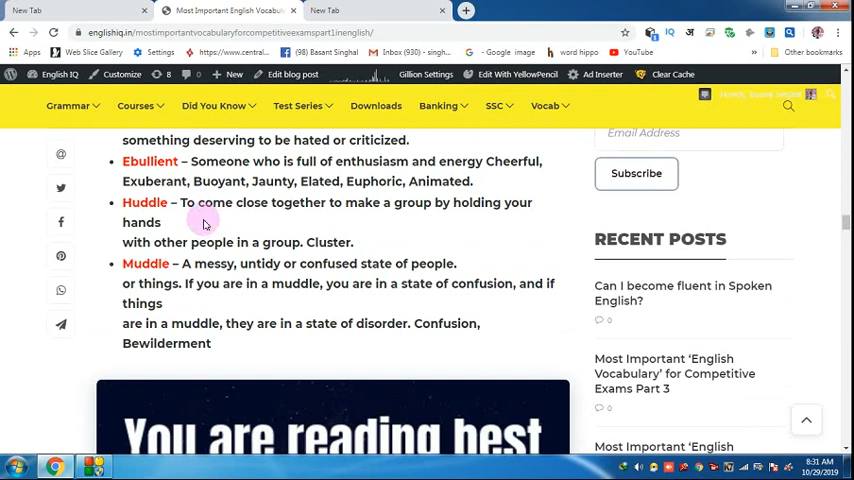 New Tab
Most Important English Vocabul
New Tab
englishiq.in/mostimportantvocabularyforcompetitiveexamspart1inenglish/
Apps
Web Slice Gallery
Settings
https://www.central...
(98) Basant Singhal
Inbox (930) - singh...
Google image
word hippo
YouTube
Other bookmarks
English IQ
Customize
8
0
New
Edit blog post
Gillion Settings
Edit With YellowPencil
Ad Inserter
Clear Cache
Grammar
Courses
Did You Know
Test Series
Downloads
Banking
SSC
Vocab
something deserving to be hated or criticized.
Ebullient – Someone who is full of enthusiasm and energy Cheerful,
Exuberant, Buoyant, Jaunty, Elated, Euphoric, Animated.
Huddle – To come close together to make a group by holding your
hands
with other people in a group. Cluster.
Muddle – A messy, untidy or confused state of people.
or things. If you are in a muddle, you are in a state of confusion, and if
things
are in a muddle, they are in a state of disorder. Confusion,
Bewilderment
You are reading best
Email Address
Subscribe
RECENT POSTS
Can I become fluent in Spoken
English?
0
Most Important ‘English
Vocabulary’ for Competitive
Exams Part 3
0
Most Important ‘English
8:31 AM
10/29/2019